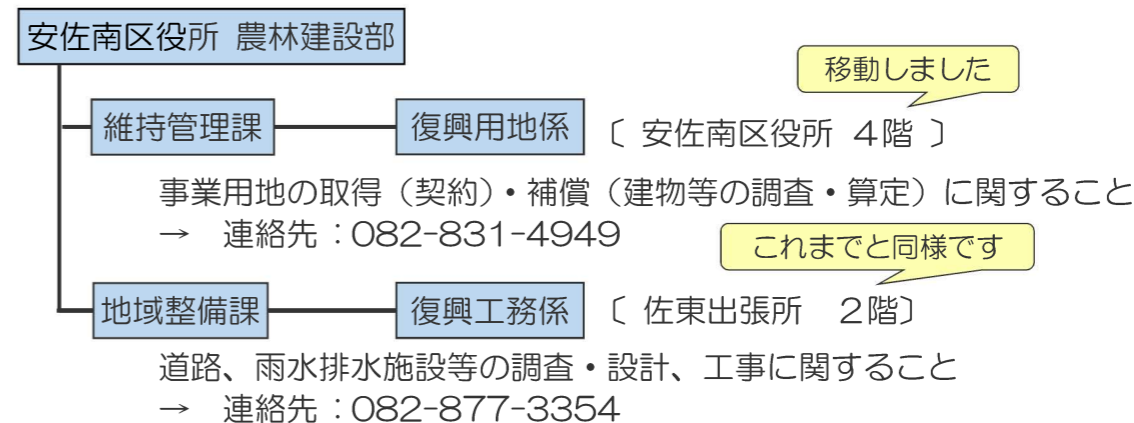 安佐南区役所 農林建設部
移動しました
維持管理課 復興用地係 〔 安佐南区役所 4階 〕
事業用地の取得（契約）・補償（建物等の調査・算定）に関すること
→ 連絡先：082-831-4949
これまでと同様です
地域整備課 復興工務係 〔 佐東出張所 2階〕
道路、雨水排水施設等の調査・設計、工事に関すること
→ 連絡先：082-877-3354